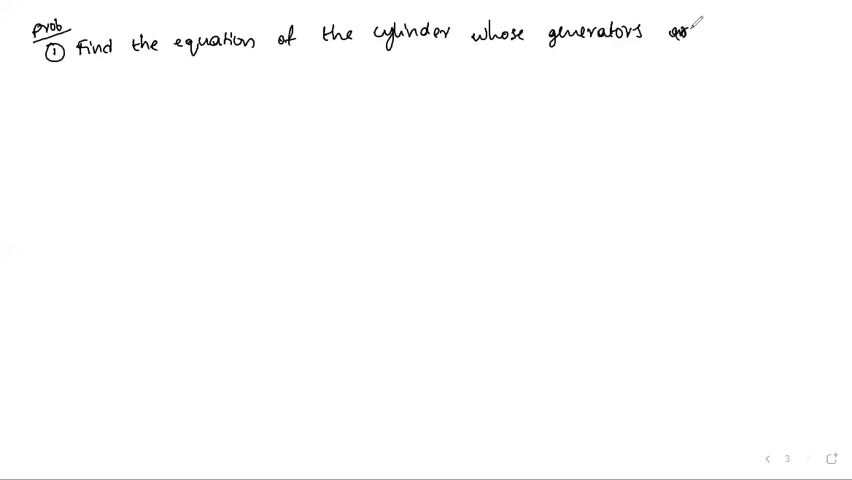 Prob
① Find the equation of the cylinder whose generators
3